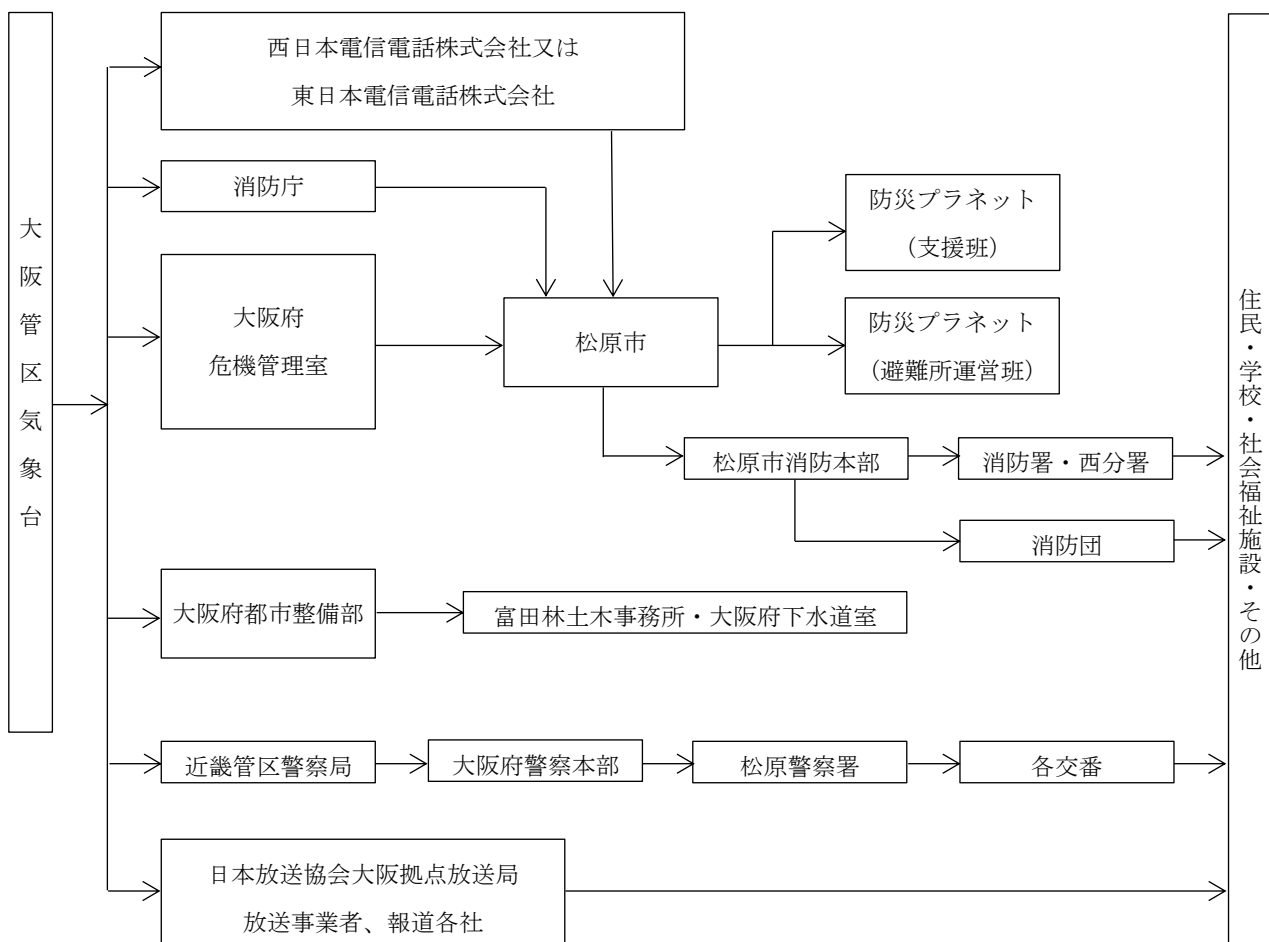 大阪管区気象台
西日本電信電話株式会社又は
東日本電信電話株式会社
消防庁
大阪府
危機管理室
松原市
防災プラネット
（支援班）
防災プラネット
（避難所運営班）
松原市消防本部
消防署・西分署
消防団
大阪府都市整備部
富田林土木事務所・大阪府下水道室
近畿管区警察局
大阪府警察本部
松原警察署
各交番
日本放送協会大阪拠点放送局
放送事業者、報道各社
住民・学校・社会福祉施設・その他